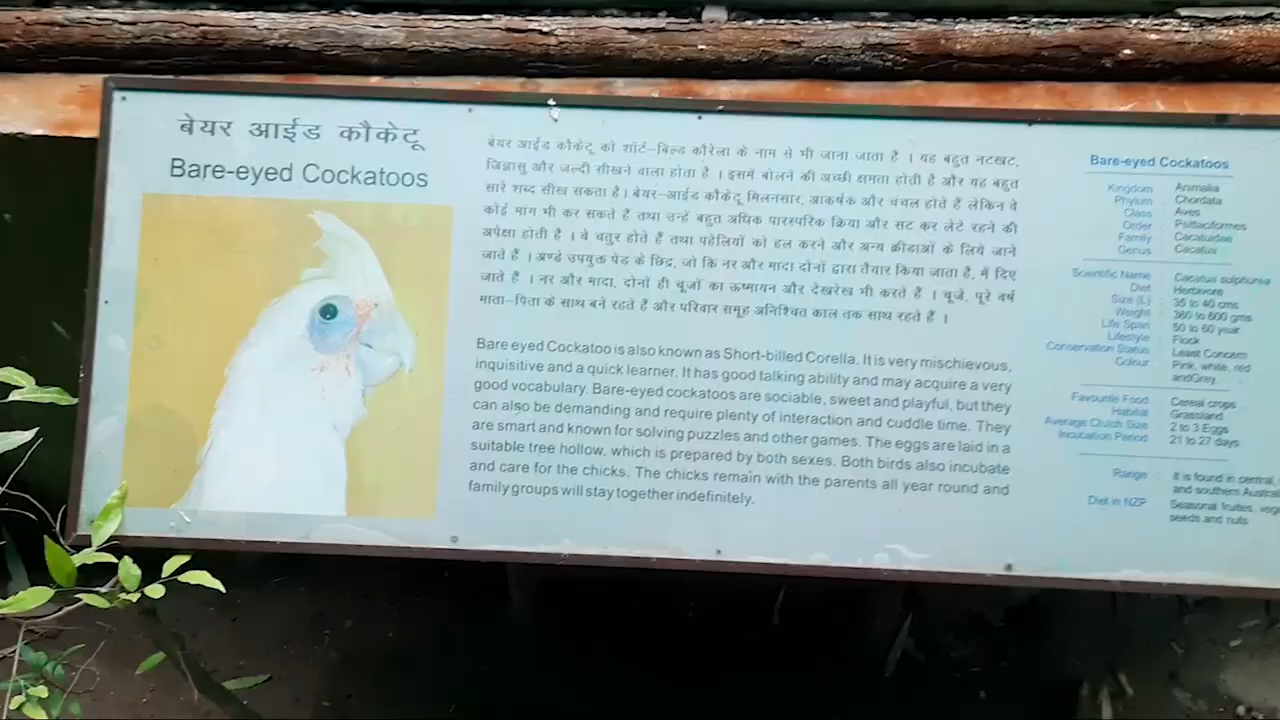 बेयर आईड कौकेटू
Bare-eyed Cockatoos
बेयर आईड कौकेटू को शॉर्ट-बिल्ड कौरेला के नाम से भी जाना जाता है । यह बहुत नटखट,
जिज्ञासु और जल्दी सीखने वाला होता है । इसमें बोलने की अच्छी क्षमता होती है और यह बहुत
सारे शब्द सीख सकता है। बेयर-आईड कौकेटू मिलनसार, आकर्षक और चंचल होते हैं लेकिन वे
कोई मांग भी कर सकते हैं तथा उन्हें बहुत अधिक पारस्परिक क्रिया और सट कर लेटे रहने की
अपेक्षा होती है । वे चतुर होते हैं तथा पहेलियों को हल करने और अन्य क्रीडाओं के लिये जाने
जाते हैं । अण्डे उपयुक्त पेड के छिद्र, जो कि नर और मादा दोनों द्वारा तैयार किया जाता है, में दिए
जाते हैं । नर और मादा, दोनों ही चूजों का ऊष्मायन और देखरेख भी करते हैं । चूजे, पूरे वर्ष
माता-पिता के साथ बने रहते हैं और परिवार समूह अनिश्चित काल तक साथ रहते हैं ।
Bare eyed Cockatoo is also known as Short-billed Corella. It is very mischievous,
inquisitive and a quick learner. It has good talking ability and may acquire a very
good vocabulary. Bare-eyed cockatoos are sociable, sweet and playful, but they
can also be demanding and require plenty of interaction and cuddle time. They
are smart and known for solving puzzles and other games. The eggs are laid in a
suitable tree hollow, which is prepared by both sexes. Both birds also incubate
and care for the chicks. The chicks remain with the parents all year round and
family groups will stay together indefinitely.
Bare-eyed Cockatoos
Kingdom : Animalia
Phylum : Chordata
Class : Aves
Order : Psittaciformes
Family : Cacatuidae
Genus : Cacatus
Scientific Name : Cacatus sulphurea
Diet : Herbivore
Size (L) : 35 to 40 cms
Weight : 360 to 600 gms
Life Span : 50 to 60 year
Lifestyle : Flock
Conservation Status : Least Concern
Colour : Pink, white, red
and Grey.
Favourite Food : Cereal crops
Habitat : Grassland
Average Clutch Size : 2 to 3 Eggs
Incubation Period : 21 to 27 days
Range : It is found in central,
and southern
Diet in NZP : Seasonal fruites,
seeds and nuts